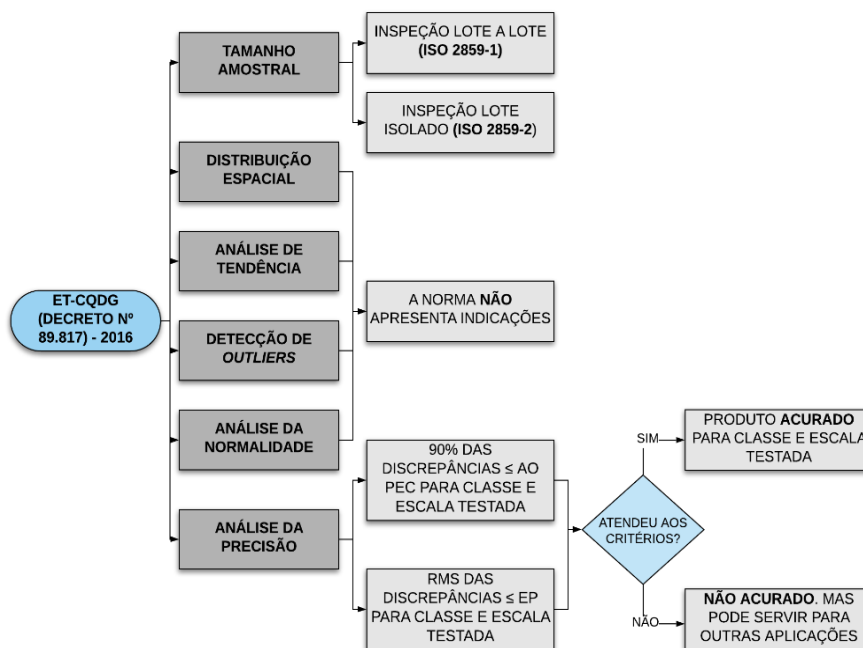 TAMANHO
AMOSTRAL
INSPEÇÃO LOTE A LOTE
(ISO 2859-1)
INSPEÇÃO LOTE
ISOLADO (ISO 2859-2)
DISTRIBUIÇÃO
ESPACIAL
ANÁLISE DE
TENDÊNCIA
ET-CQDG
(DECRETO Nº
89.817) - 2016
A NORMA NÃO
APRESENTA INDICAÇÕES
DETECÇÃO DE
OUTLIERS
ANÁLISE DA
NORMALIDADE
ANÁLISE DA
PRECISÃO
90% DAS
DISCREPÂNCIAS ≤ AO
PEC PARA CLASSE E
ESCALA TESTADA
RMS DAS
DISCREPÂNCIAS ≤ EP
PARA CLASSE E ESCALA
TESTADA
ATENDEU AOS
CRITÉRIOS?
SIM
PRODUTO ACURADO
PARA CLASSE E ESCALA
TESTADA
NÃO
NÃO ACURADO. MAS
PODE SERVIR PARA
OUTRAS APLICAÇÕES